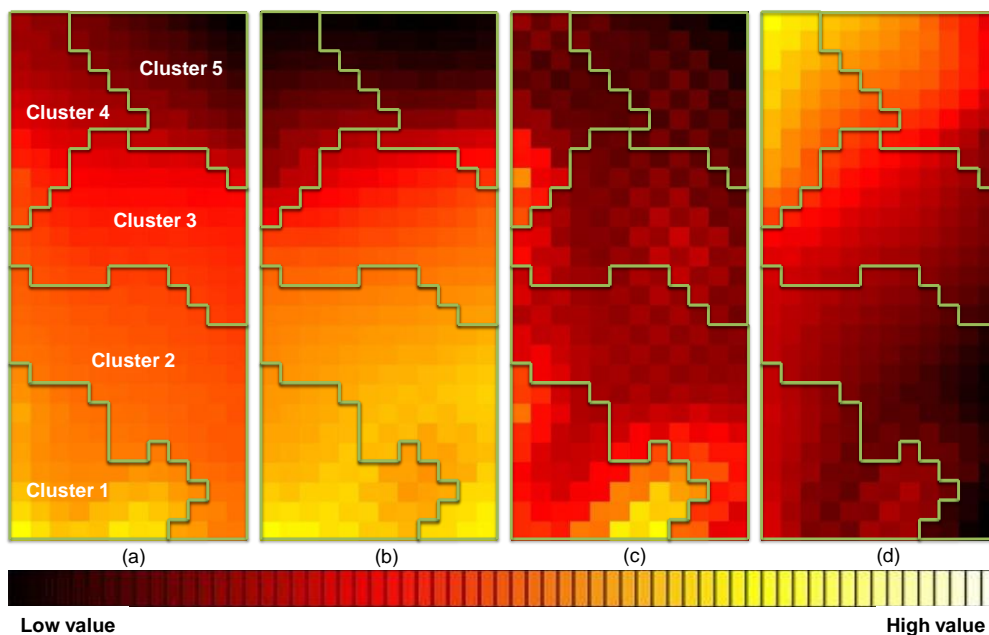 Cluster 5
Cluster 4
Cluster 3
Cluster 2
Cluster 1
(a) (b) (c) (d)
Low value High value